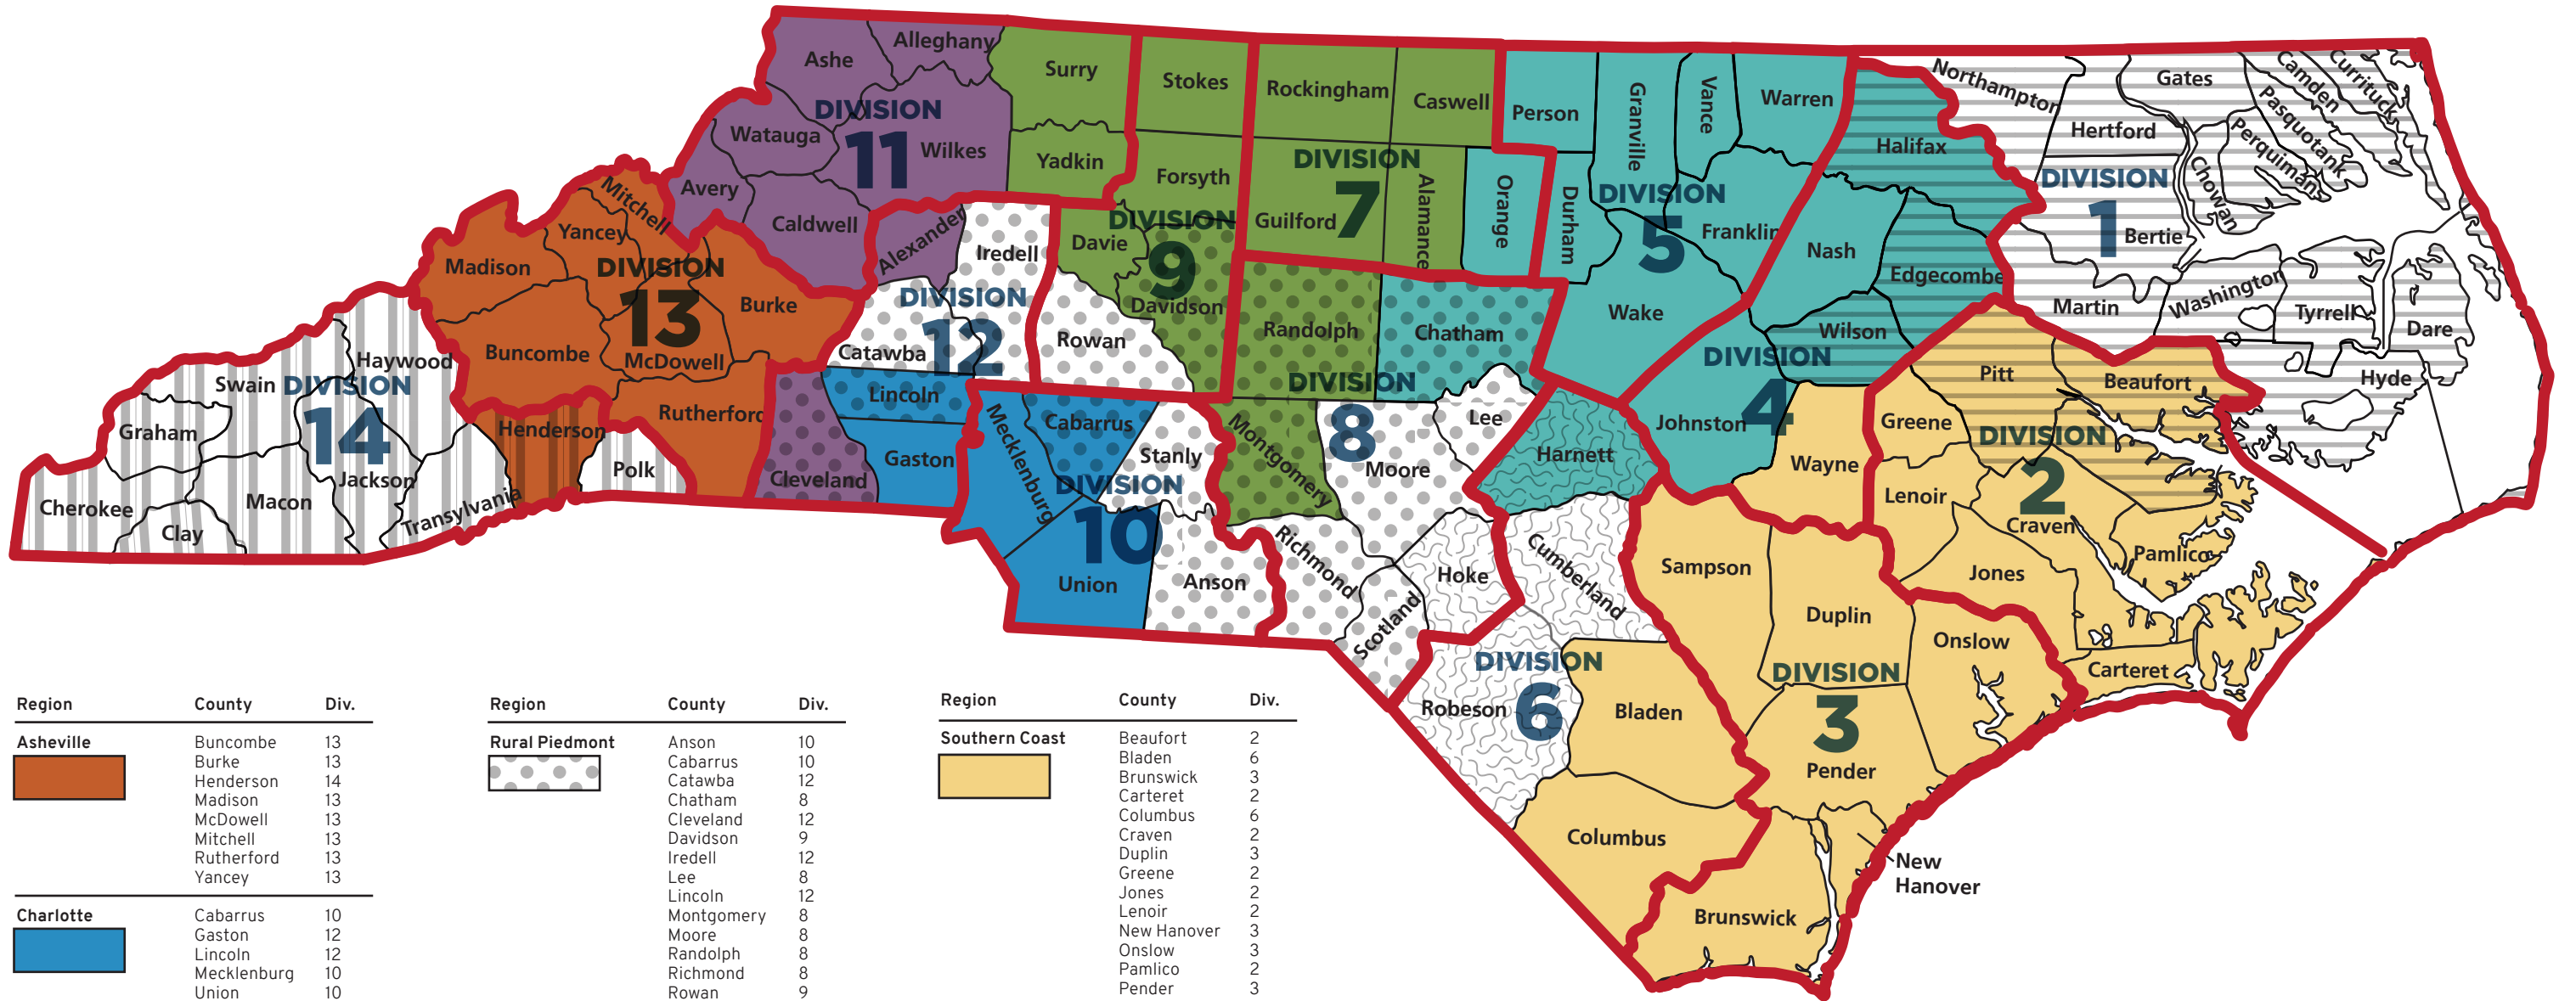 Ashe
Alleghany
Surry
Stokes
Rockingham
Caswell
Person
Granville
Vance
Warren
Northampton
Gates
Camden
Currituck
Pasquotank
Perquimans
Hertford
Chowan
Halifax
DIVISION
11
Watauga
Wilkes
Yadkin
Forsyth
DIVISION
7
Guilford
Alamance
Orange
Durham
DIVISION
5
Franklin
Nash
Edgecombe
DIVISION
1
Bertie
Avery
Caldwell
Alexander
Iredell
Davie
DIVISION
9
Davidson
Mitchell
Yancey
Madison
DIVISION
13
Burke
Buncombe
McDowell
DIVISION
12
Catawba
Rowan
Randolph
Chatham
Wake
Wilson
Martin
Washington
Tyrrell
Dare
Hyde
Haywood
Swain
DIVISION
14
Graham
Jackson
Macon
Cherokee
Clay
Transylvania
Henderson
Polk
Rutherford
Cleveland
Lincoln
Gaston
Mecklenburg
Cabarrus
Stanly
DIVISION
10
Union
Anson
DIVISION
8
Montgomery
Moore
Lee
Harnett
Johnston
DIVISION
4
Wayne
Pitt
Beaufort
Greene
DIVISION
2
Lenoir
Craven
Pamlico
Jones
Carteret
Richmond
Scotland
Hoke
Cumberland
Sampson
Duplin
Onslow
DIVISION
6
Robeson
Bladen
DIVISION
3
Pender
Columbus
Brunswick
New
Hanover
Region County Div.
Asheville Buncombe 13
Burke 13
Henderson 14
Madison 13
McDowell 13
Mitchell 13
Rutherford 13
Yancey 13
Charlotte Cabarrus 10
Gaston 12
Lincoln 12
Mecklenburg 10
Union 10
Region County Div.
Rural Piedmont Anson 10
Cabarrus 10
Catawba 12
Chatham 8
Cleveland 12
Davidson 9
Iredell 12
Lee 8
Lincoln 12
Montgomery 8
Moore 8
Randolph 8
Richmond 8
Rowan 9
Region County Div.
Southern Coast Beaufort 2
Bladen 6
Brunswick 3
Carteret 2
Columbus 6
Craven 2
Duplin 3
Greene 2
Jones 2
Lenoir 2
New Hanover 3
Onslow 3
Pamlico 2
Pender 3